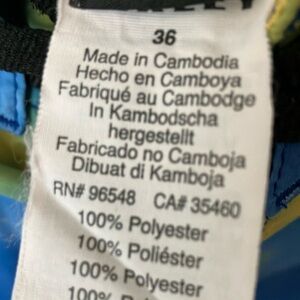 36
Made in Cambodia
Hecho en Camboya
Fabriqué au Cambodge
In Kambodscha
hergestellt
Fabricado no Camboja
Dibuat di Kamboja
RN# 96548 CA# 35460
100% Polyester
100% Poliéster
100% Polyester